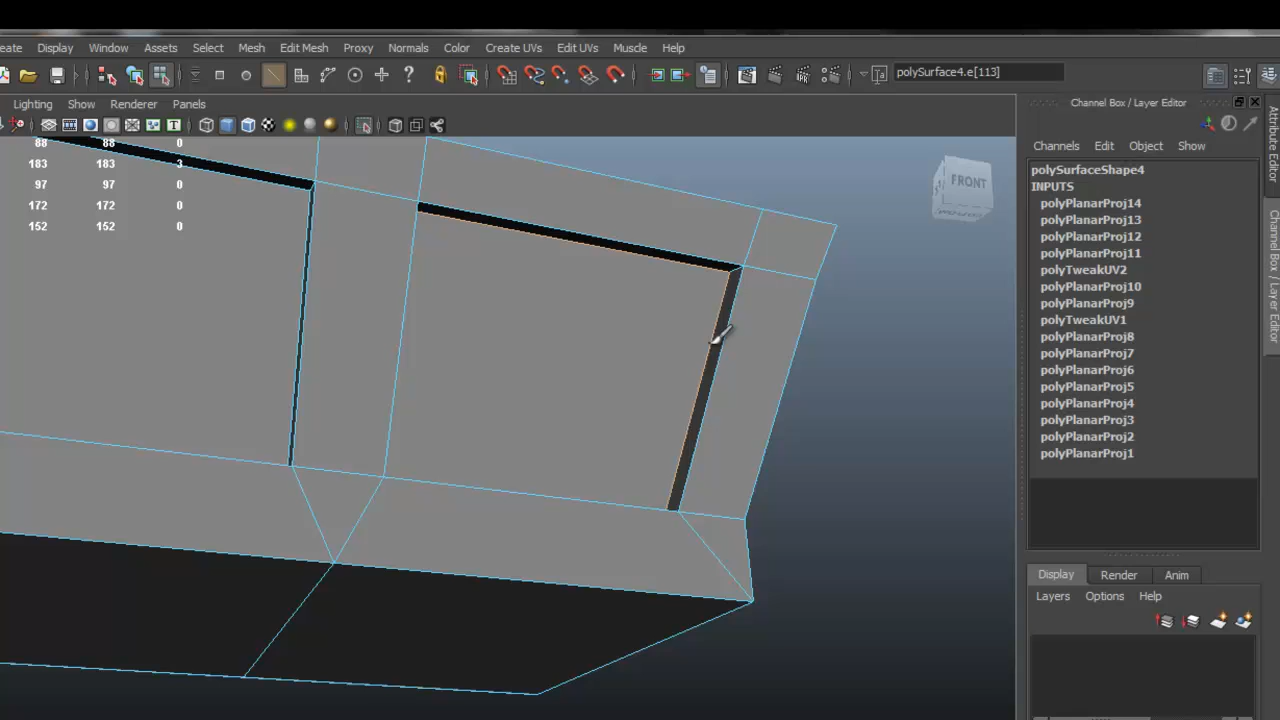 eate Display Window Assets Select Mesh Edit Mesh Proxy Normals Color Create UVs Edit UVs Muscle Help
polySurface4.e[113]
Lighting Show Renderer Panels
Channel Box / Layer Editor
Channels Edit Object Show
88 88 0
183 183 3
97 97 0
172 172 0
152 152 0
FRONT
polySurfaceShape4
INPUTS
polyPlanarProj14
polyPlanarProj13
polyPlanarProj12
polyPlanarProj11
polyTweakUV2
polyPlanarProj10
polyPlanarProj9
polyTweakUV1
polyPlanarProj8
polyPlanarProj7
polyPlanarProj6
polyPlanarProj5
polyPlanarProj4
polyPlanarProj3
polyPlanarProj2
polyPlanarProj1
Display Render Anim
Layers Options Help
Attribute Editor
Channel Box / Layer Editor